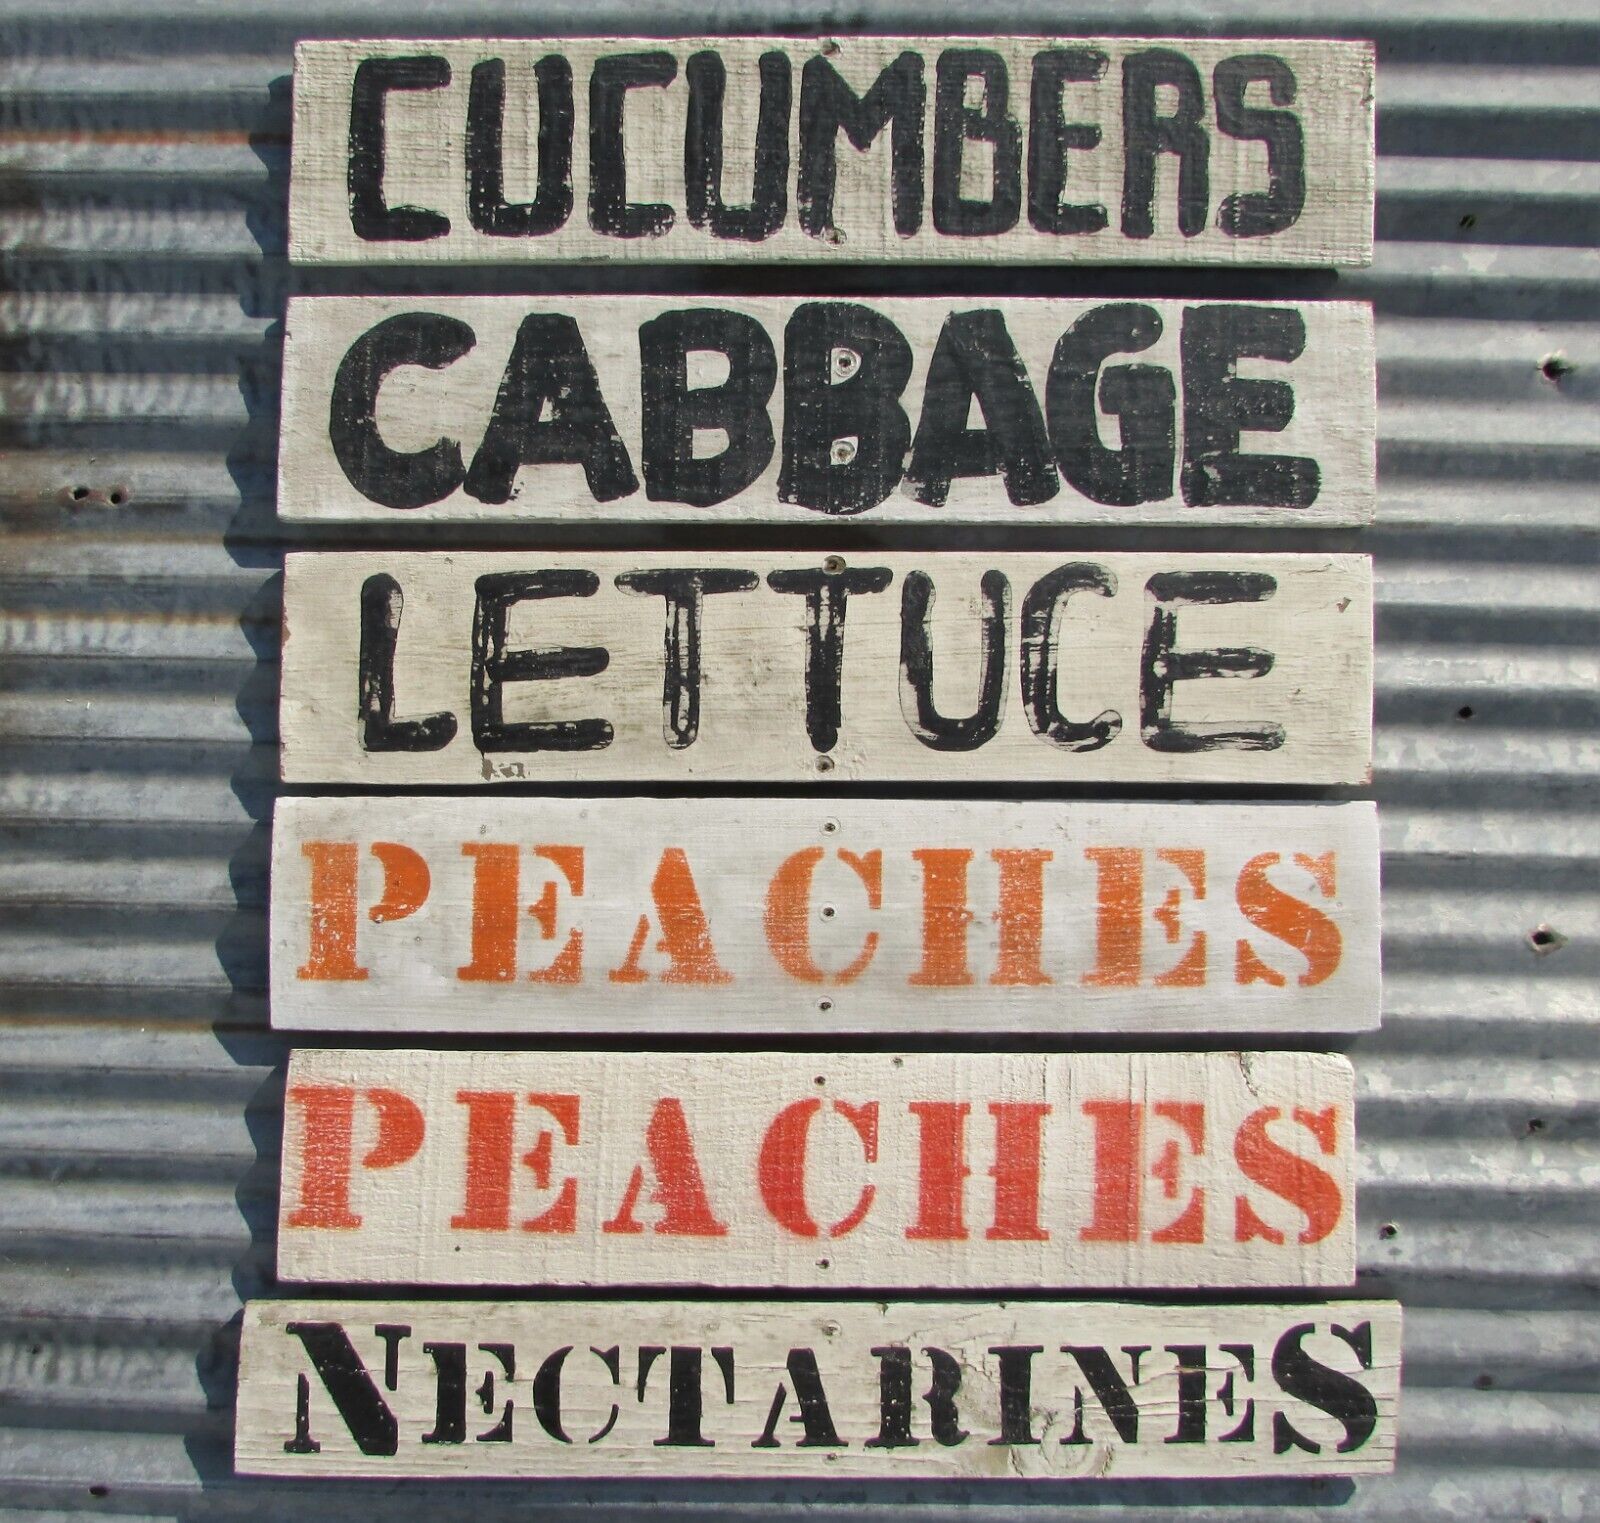 CUCUMBERS
CABBAGE
LETTUCE
PEACHES
PEACHES
NECTARINES